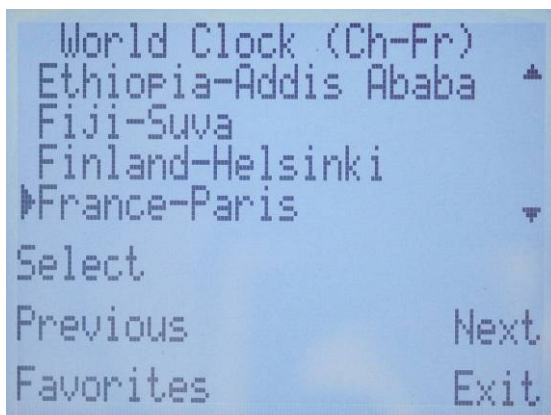 World Clock (Ch-Fr)
Ethiopia-Addis Ababa
Fiji-Suva
Finland-Helsinki
France-Paris
Select
Previous Next
Favorites Exit